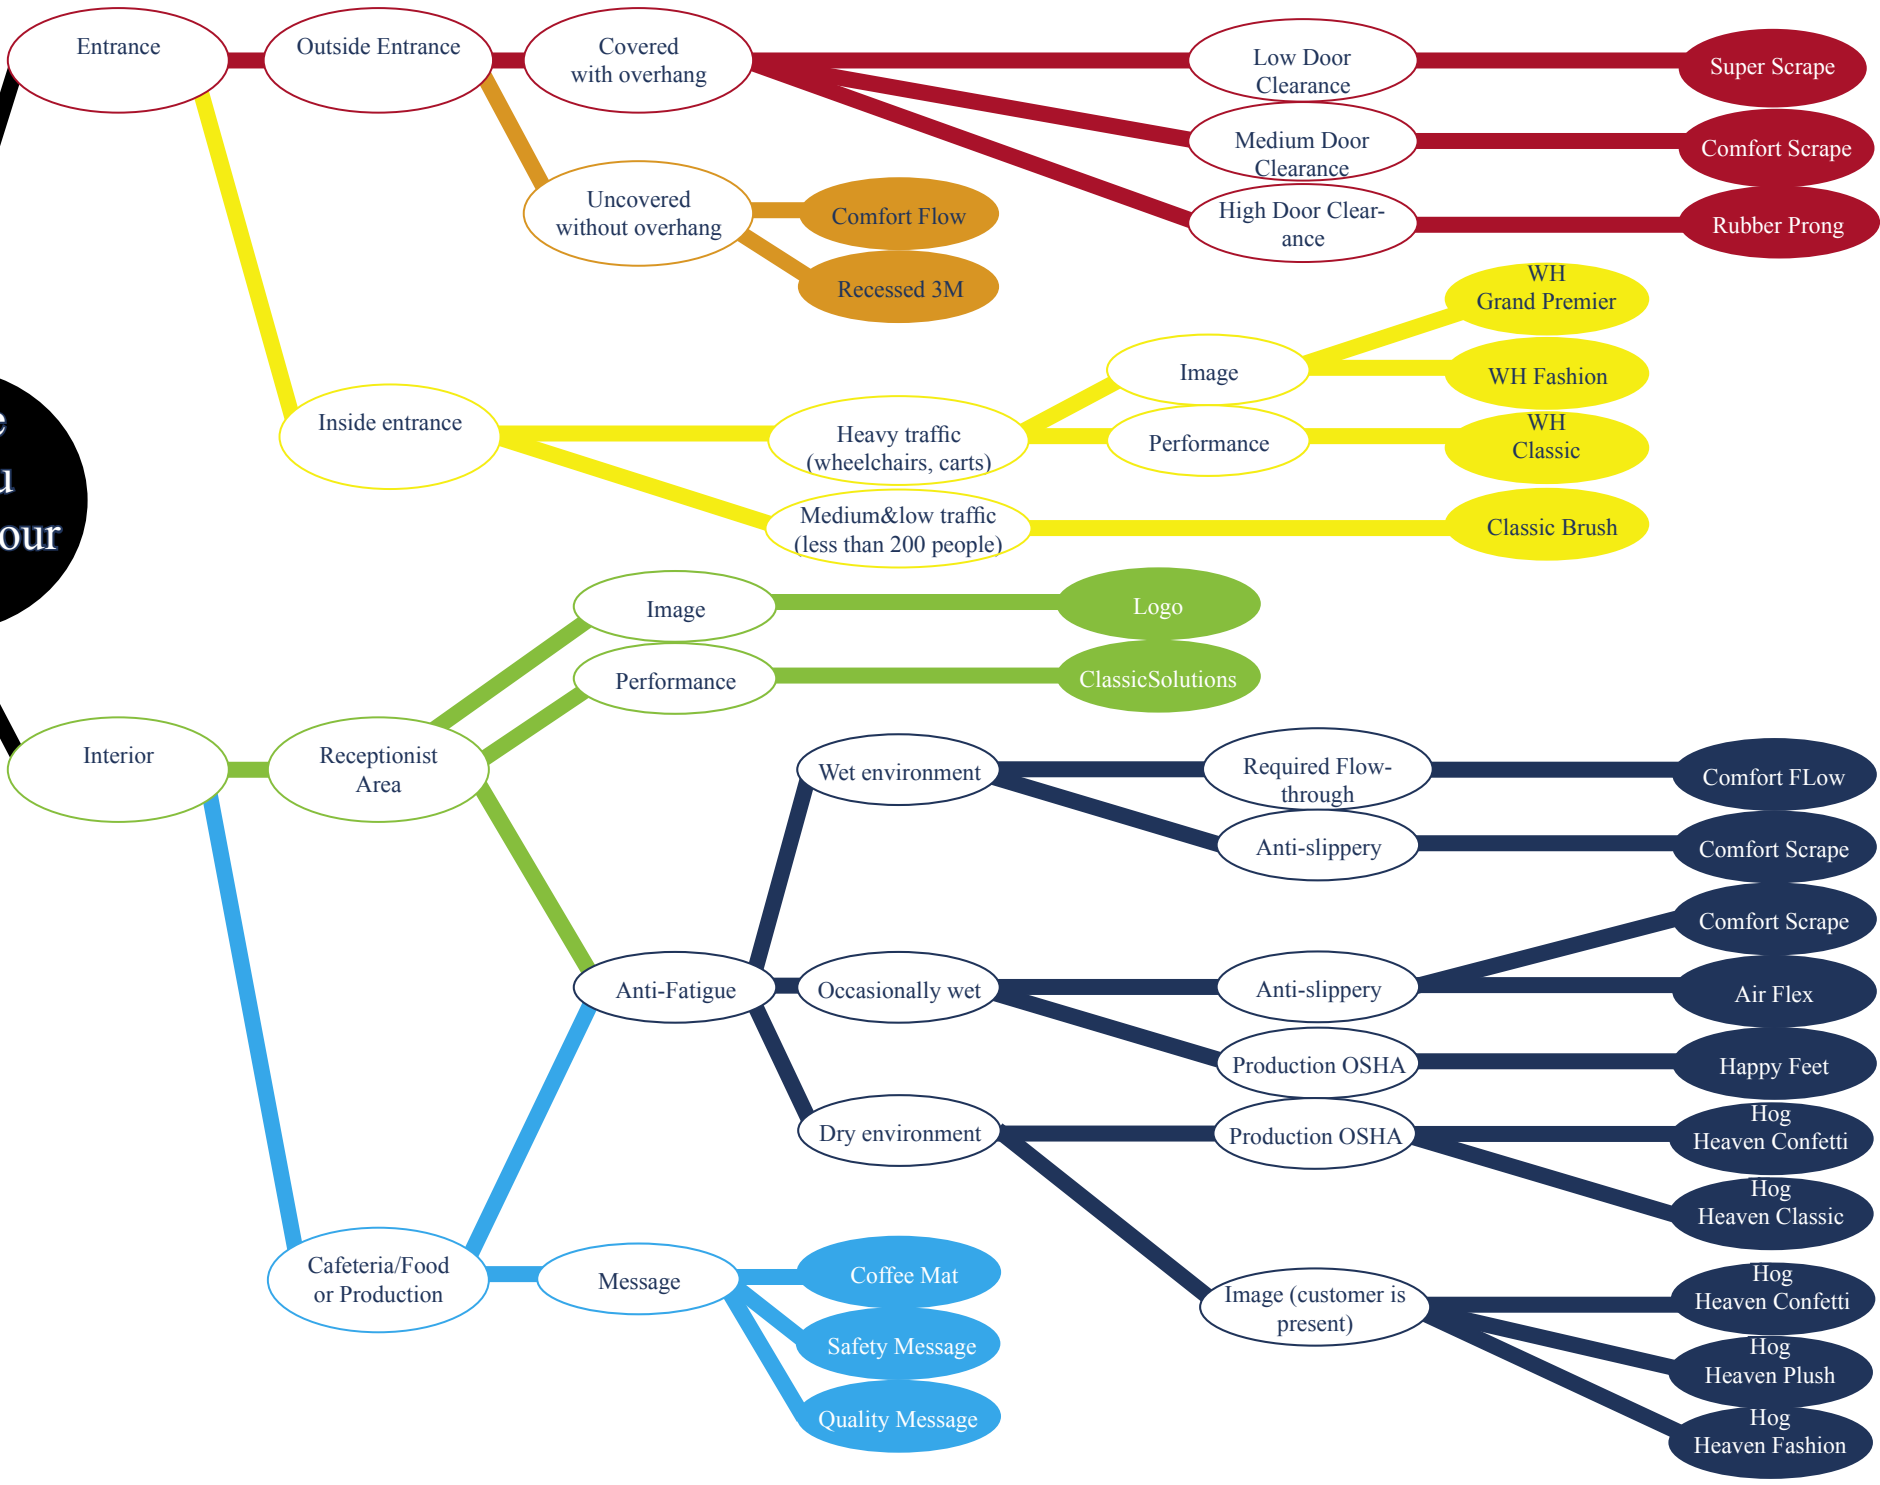 Entrance
Outside Entrance
Covered
with overhang
Low Door
Clearance
Super Scrape
Medium Door
Clearance
Comfort Scrape
High Door Clear-
ance
Rubber Prong
Uncovered
without overhang
Comfort Flow
Recessed 3M
Inside entrance
Heavy traffic
(wheelchairs, carts)
Image
WH
Grand Premier
WH Fashion
Performance
WH
Classic
Medium&low traffic
(less than 200 people)
Classic Brush
our
Interior
Receptionist
Area
Image
Logo
Performance
ClassicSolutions
Anti-Fatigue
Wet environment
Required Flow-
through
Comfort FLow
Anti-slippery
Comfort Scrape
Occasionally wet
Anti-slippery
Comfort Scrape
Air Flex
Production OSHA
Happy Feet
Dry environment
Production OSHA
Hog
Heaven Confetti
Hog
Heaven Classic
Image (customer is
present)
Hog
Heaven Confetti
Hog
Heaven Plush
Hog
Heaven Fashion
Cafeteria/Food
or Production
Message
Coffee Mat
Safety Message
Quality Message